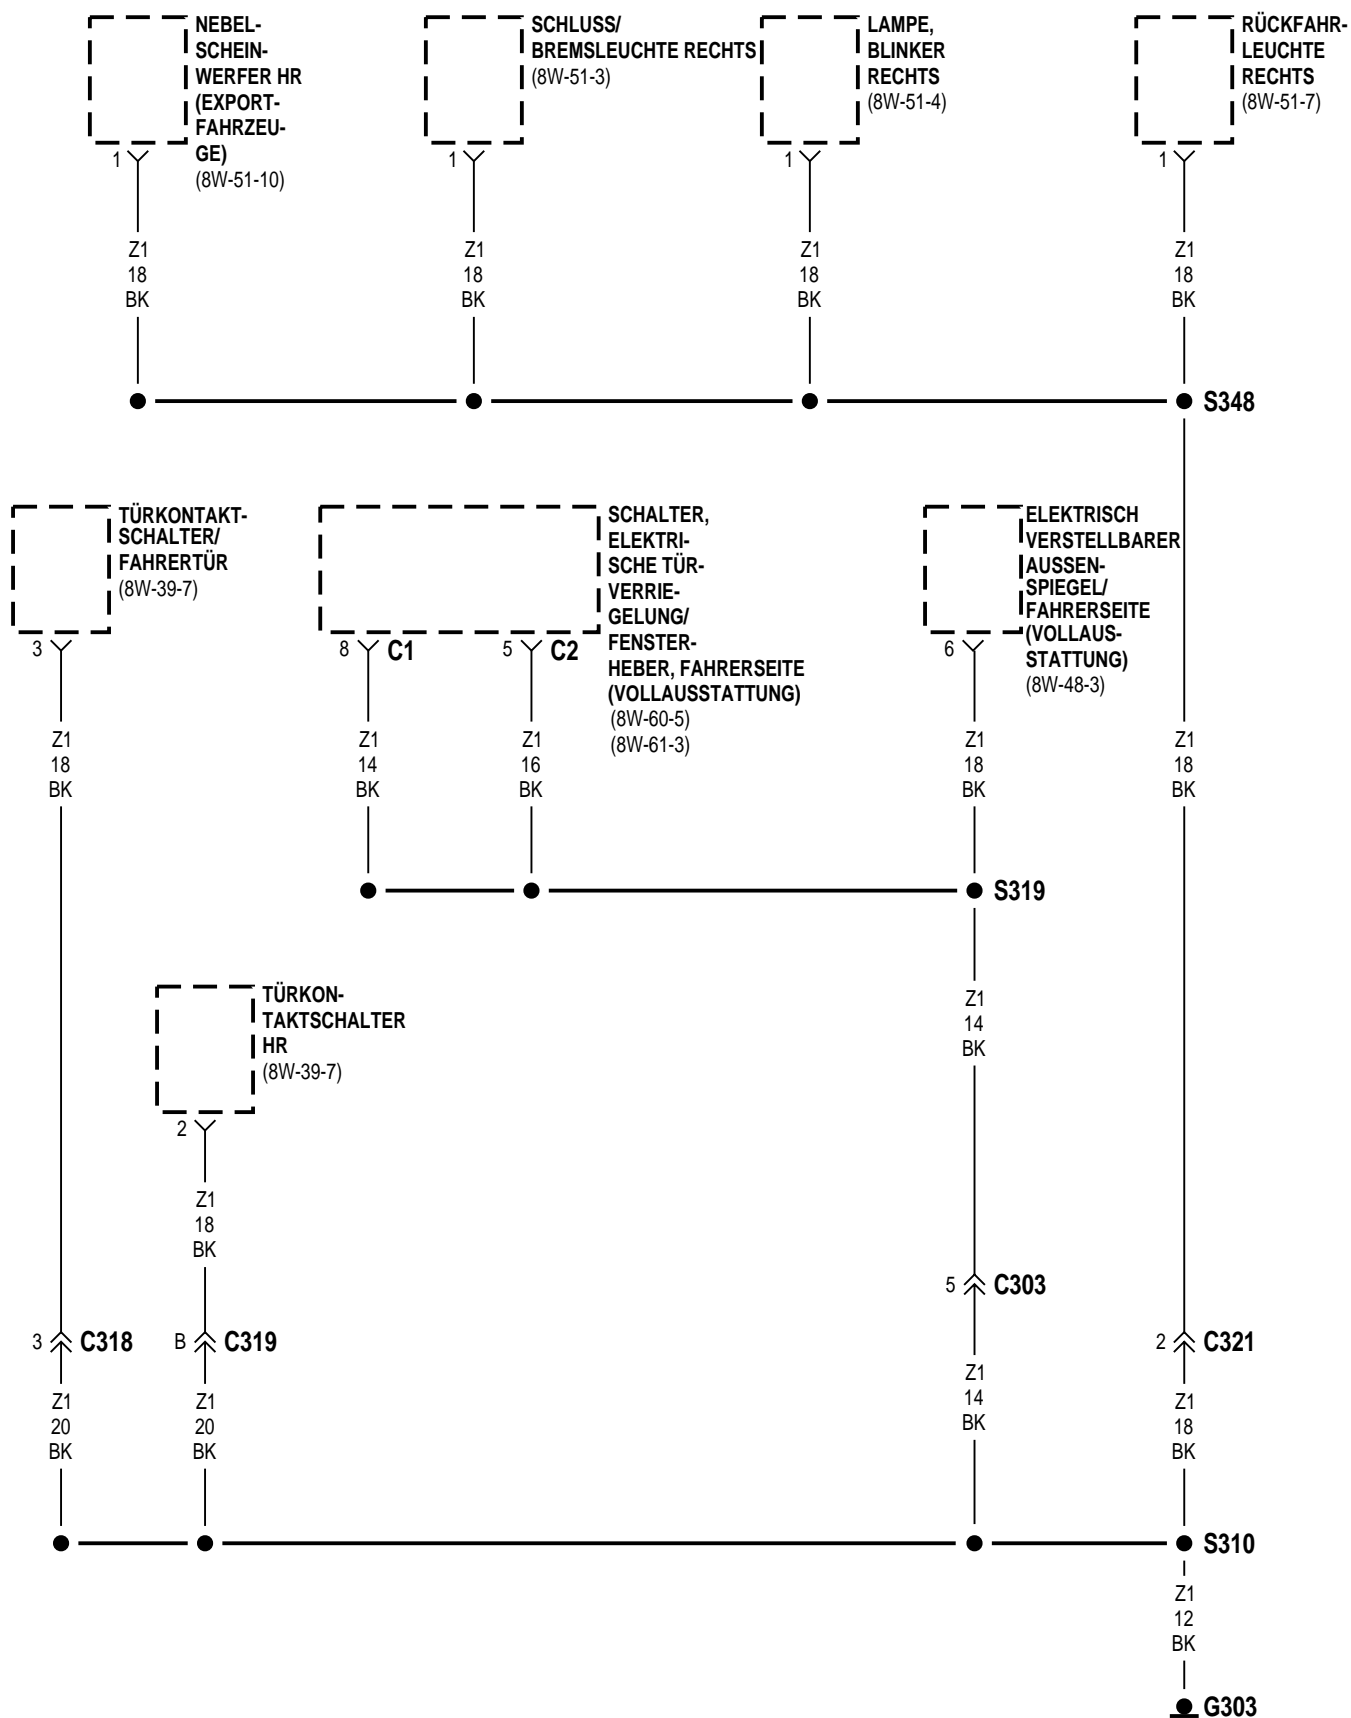 NEBEL-
SCHEIN-
WERFER HR
(EXPORT-
FAHRZEU-
GE)
(8W-51-10)
1
Z1
18
BK
SCHLUSS/
BREMSLEUCHTE RECHTS
(8W-51-3)
1
Z1
18
BK
LAMPE,
BLINKER
RECHTS
(8W-51-4)
1
Z1
18
BK
RÜCKFAHR-
LEUCHTE
RECHTS
(8W-51-7)
1
Z1
18
BK
S348
TÜRKONTAKT-
SCHALTER/
FAHRERTÜR
(8W-39-7)
3
Z1
18
BK
SCHALTER,
ELEKTRI-
SCHE TÜR-
VERRIE-
GELUNG/
FENSTER-
HEBER, FAHRERSEITE
(VOLLAUSSTATTUNG)
(8W-60-5)
(8W-61-3)
8 C1
5 C2
Z1
14
BK
Z1
16
BK
ELEKTRISCH
VERSTELLBARER
AUSSEN-
SPIEGEL/
FAHRERSEITE
(VOLLAUS-
STATTUNG)
(8W-48-3)
6
Z1
18
BK
Z1
18
BK
S319
TÜRKON-
TAKTSCHALTER
HR
(8W-39-7)
2
Z1
18
BK
Z1
14
BK
5 C303
3 C318
B C319
2 C321
Z1
20
BK
Z1
20
BK
Z1
14
BK
Z1
18
BK
S310
Z1
12
BK
G303